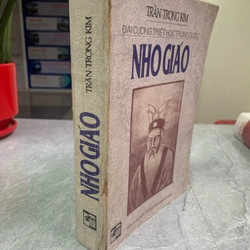 TRẦN TRỌNG KIM
NHO GIÁO
TRẦN TRỌNG KIM
ĐẠI CƯƠNG TRIẾT HỌC TRUNG QUỐC
NHO GIÁO